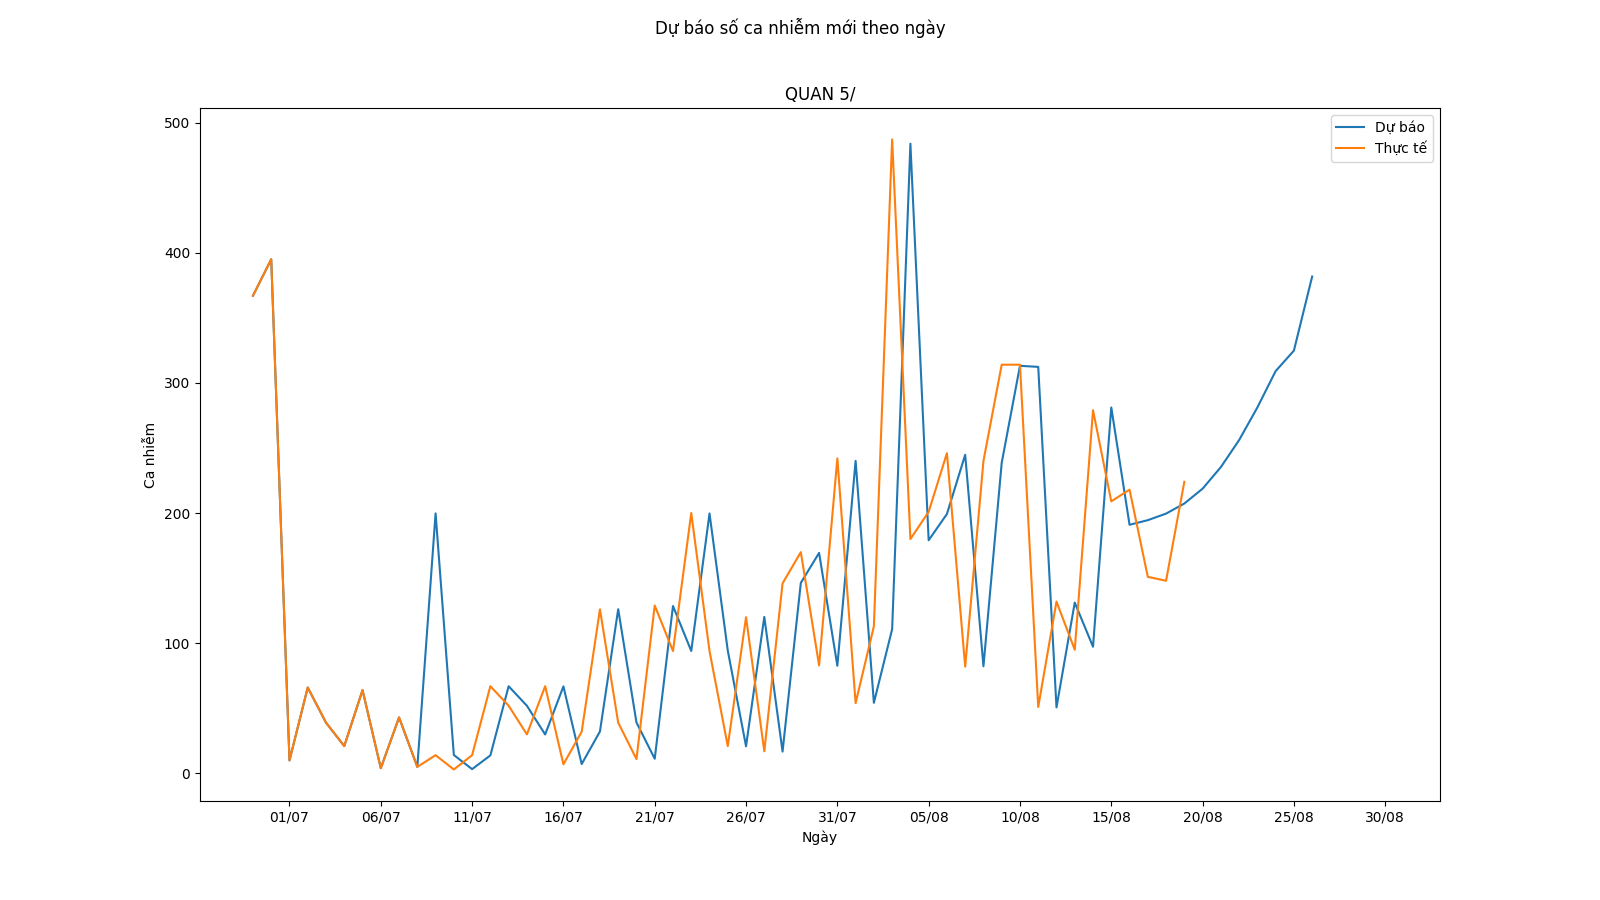 Dự báo số ca nhiễm mới theo ngày
QUAN 5/
Dự báo
Thực tế
500
400
300
200
100
0
Ca nhiễm
01/07 06/07 11/07 16/07 21/07 26/07 31/07 05/08 10/08 15/08 20/08 25/08 30/08
Ngày